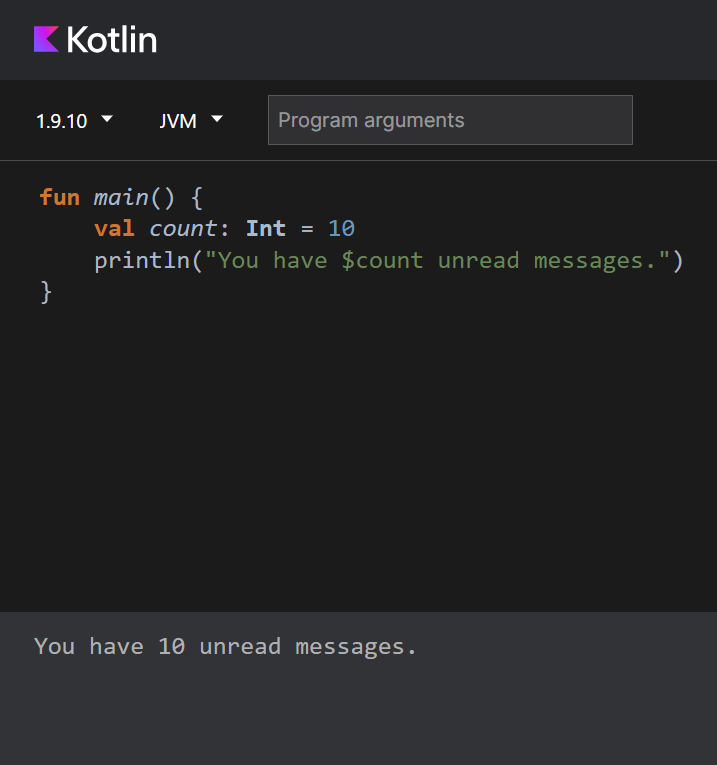 Kotlin
1.9.10 JVM Program arguments
fun main() {
    val count: Int = 10
    println("You have $count unread messages.")
}
You have 10 unread messages.